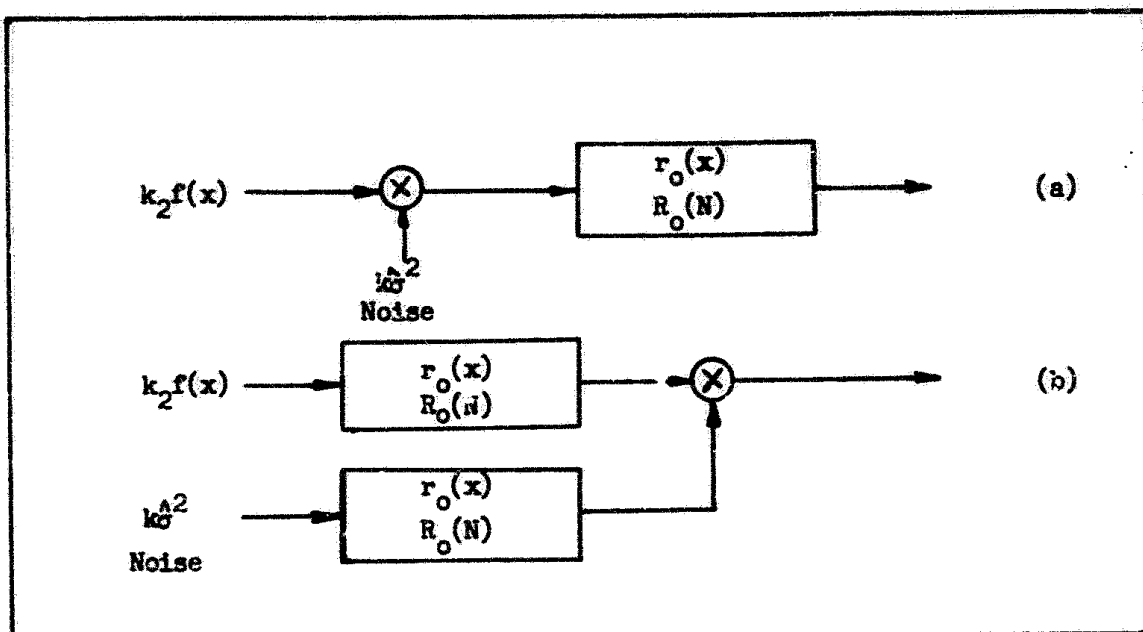 k₂f(x)
r₀(x)
R₀(N)
(a)
kσ̂²
Noise
k₂f(x)
r₀(x)
R₀(N)
(b)
kσ̂²
Noise
r₀(x)
R₀(N)